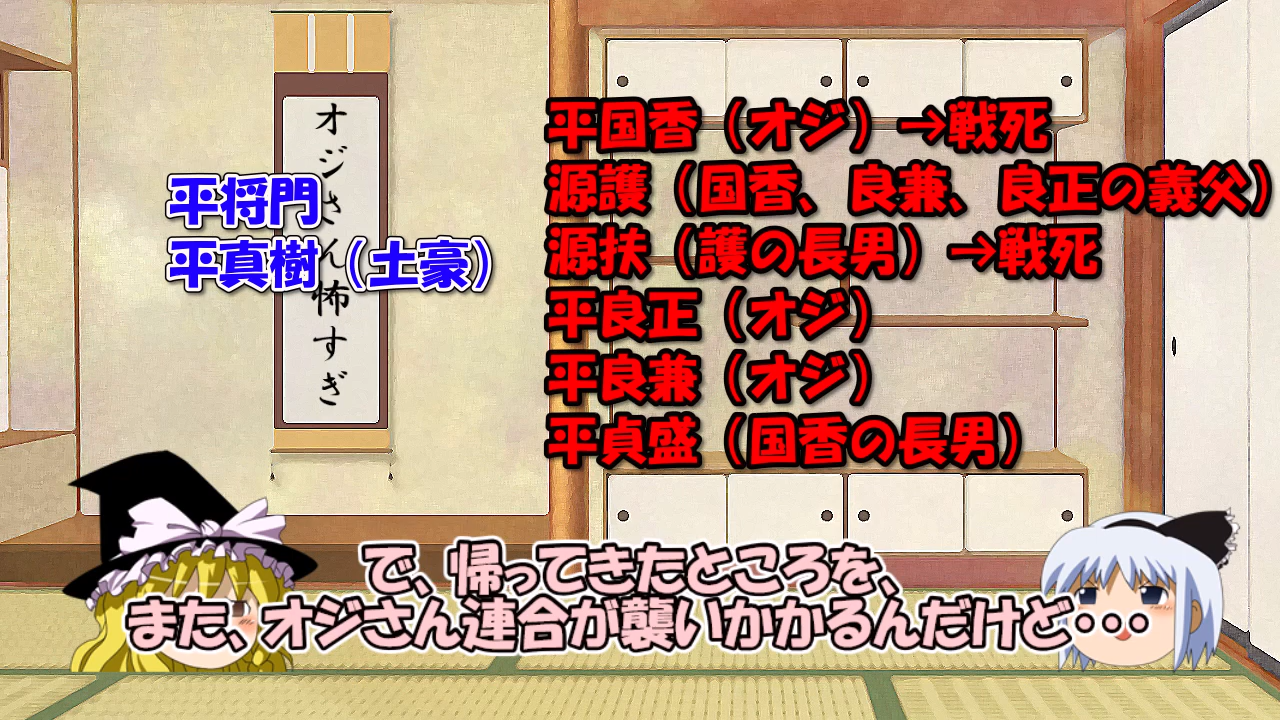 オジさん怖すぎ
平将門
平真樹（土豪）
平国香（オジ）→戦死
源護（国香、良兼、良正の義父）
源扶（護の長男）→戦死
平良正（オジ）
平良兼（オジ）
平貞盛（国香の長男）
で、帰ってきたところを、
また、オジさん連合が襲いかかるんだけど・・・